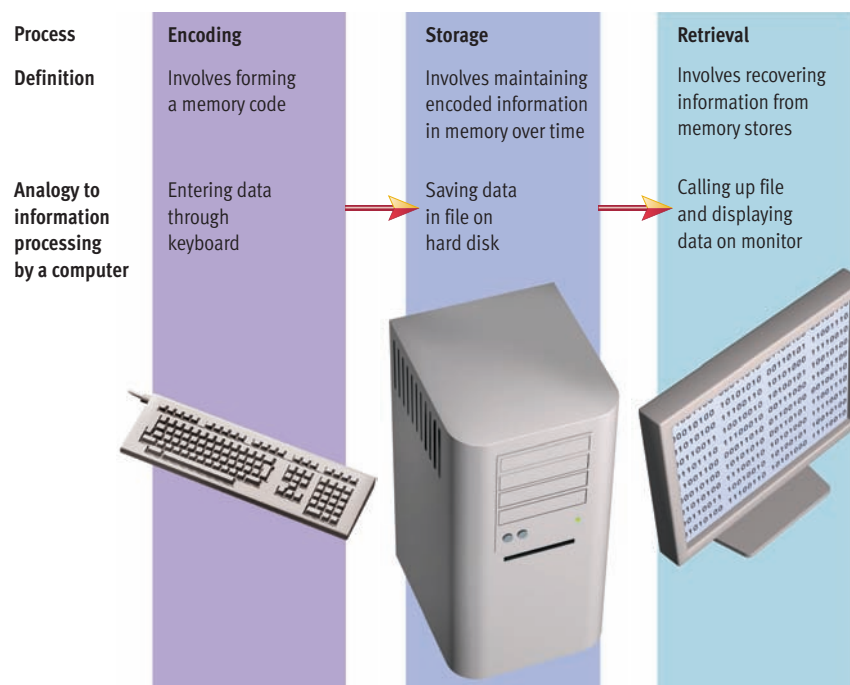 Process
Encoding
Storage
Retrieval
Definition
Involves forming
a memory code
Involves maintaining
encoded information
in memory over time
Involves recovering
information from
memory stores
Analogy to
information
processing
by a computer
Entering data
through
keyboard
Saving data
in file on
hard disk
Calling up file
and displaying
data on monitor